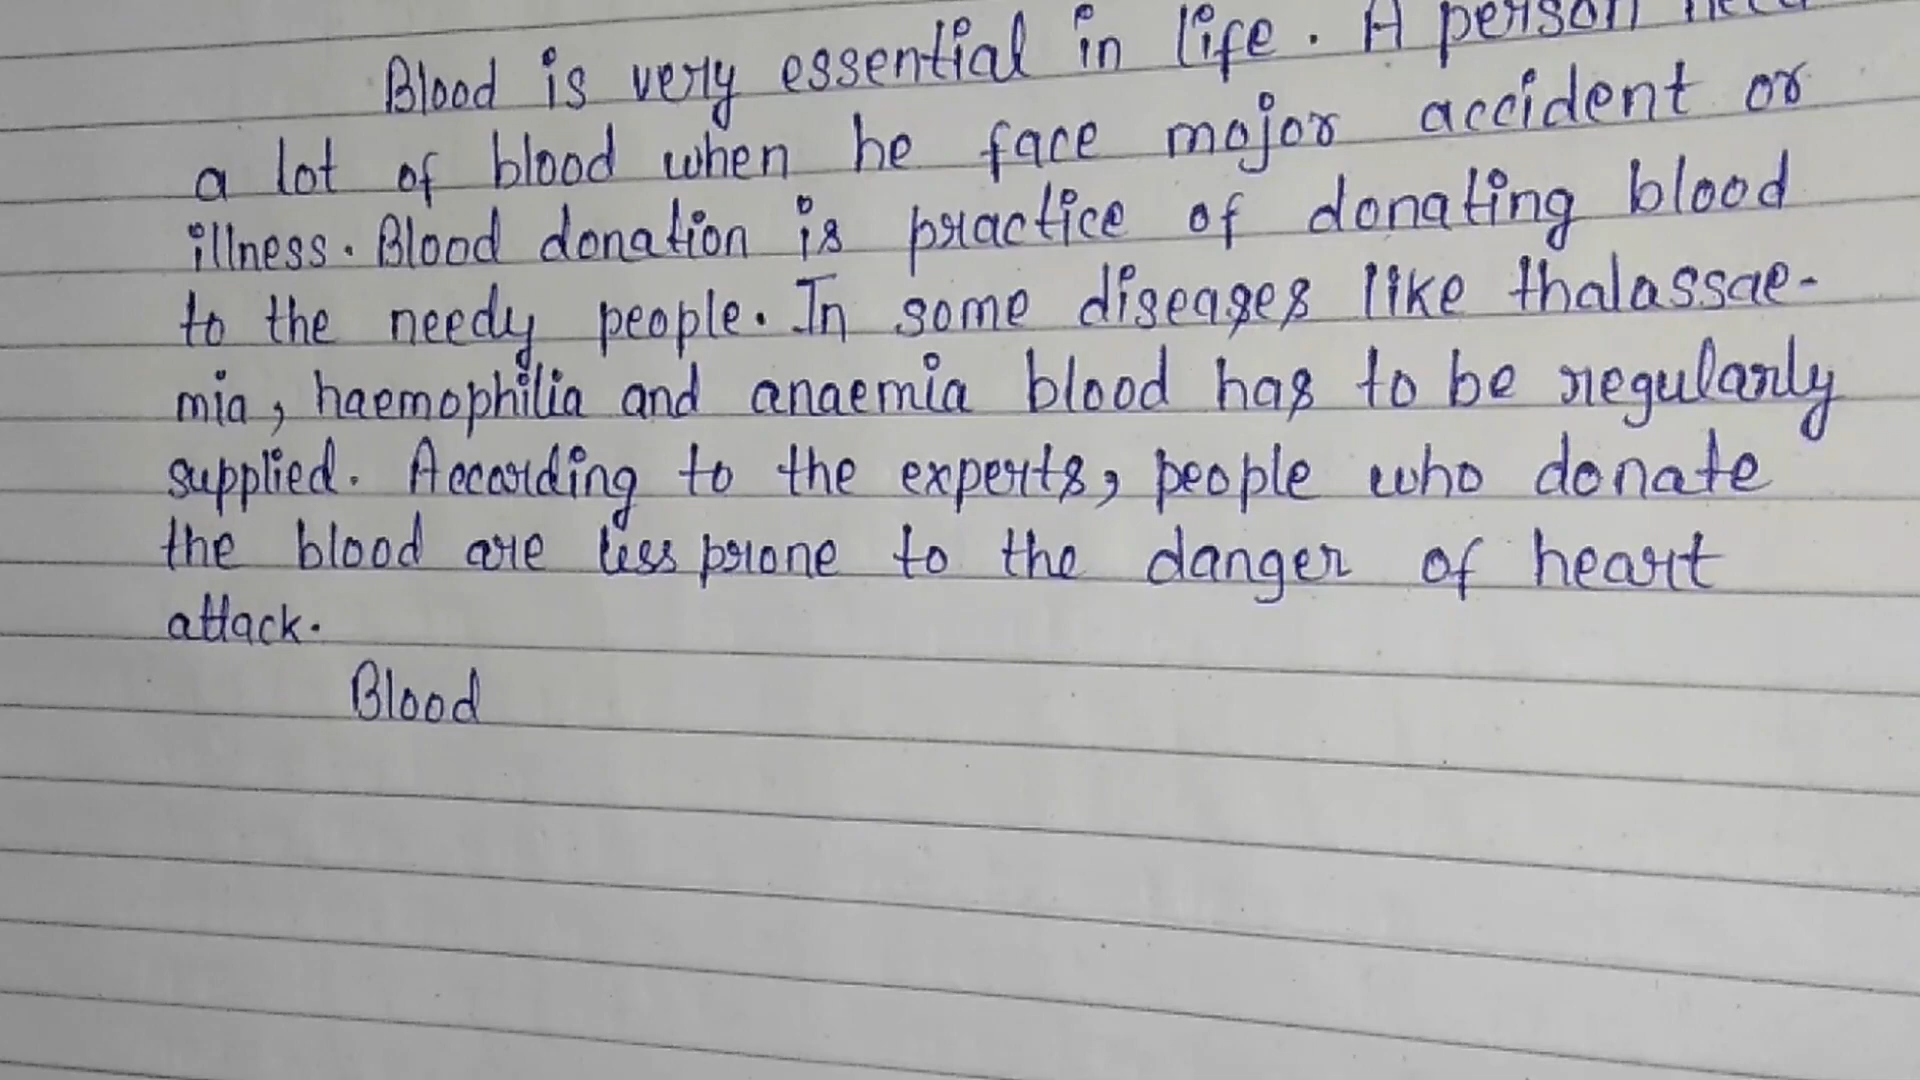 Blood is very essential in life. A person
a lot of blood when he face major accident or
illness. Blood donation is practice of donating blood
to the needy people. In some diseases like thalassae-
mia, haemophilia and anaemia blood has to be regularly
supplied. According to the experts, people who donate
the blood are less prone to the danger of heart
attack.
Blood